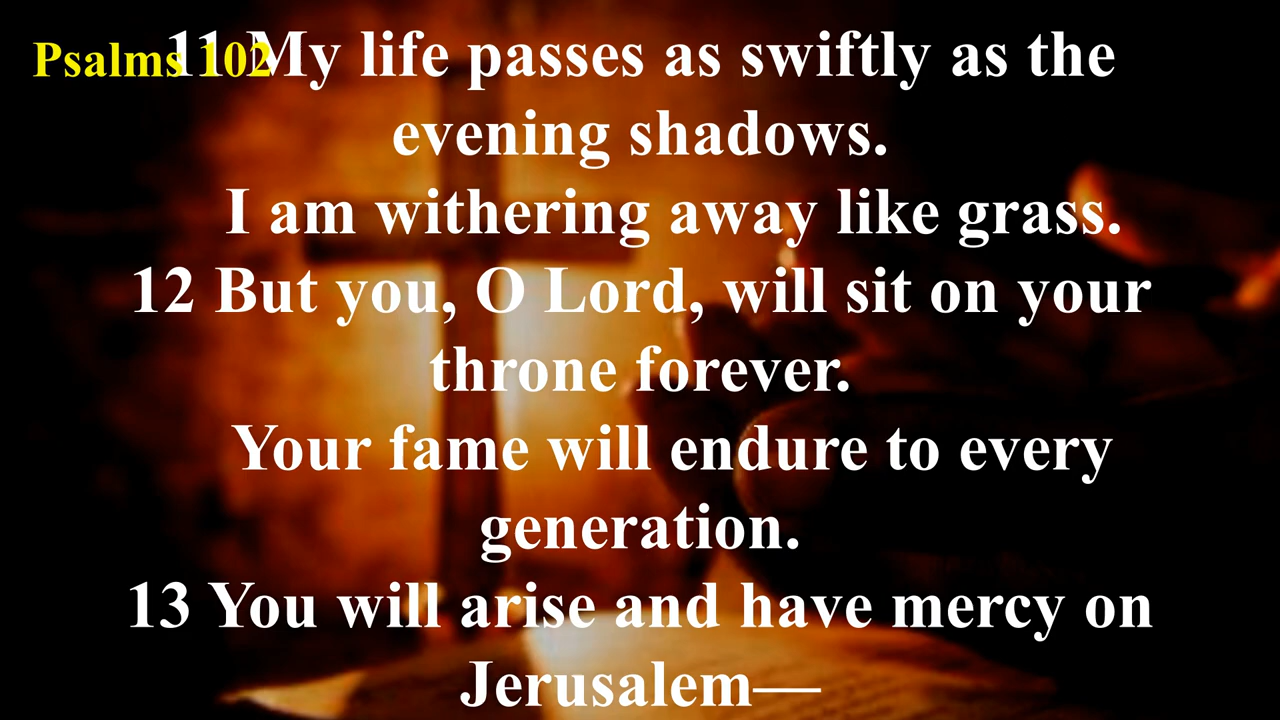 Psalms 102
11 My life passes as swiftly as the
evening shadows.
I am withering away like grass.
12 But you, O Lord, will sit on your
throne forever.
Your fame will endure to every
generation.
13 You will arise and have mercy on
Jerusalem—